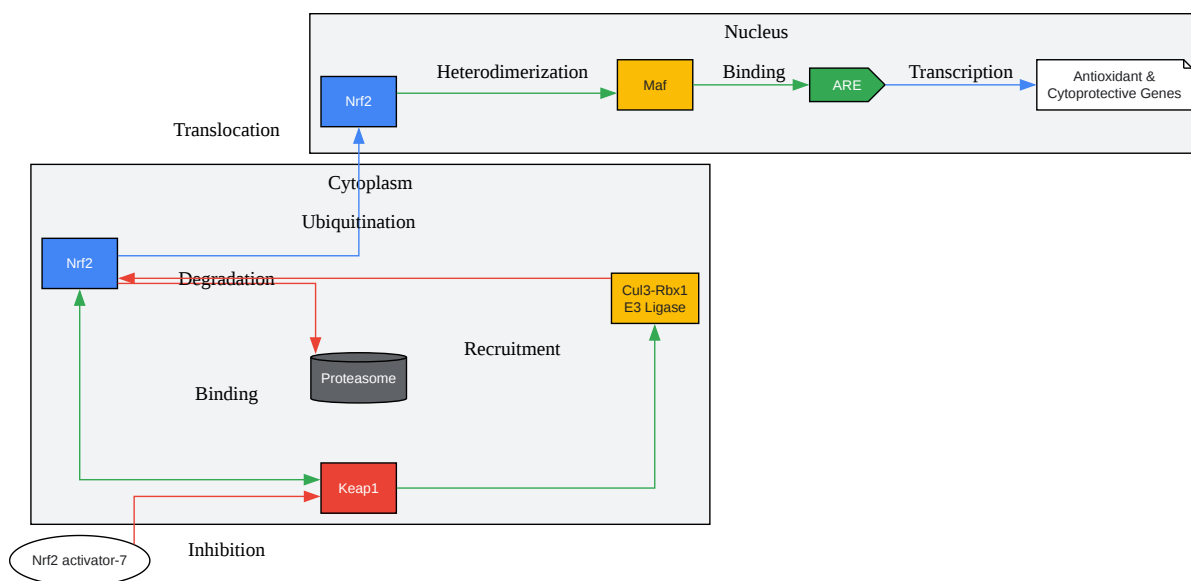 Nucleus
Heterodimerization
Binding
Transcription
Nrf2
Maf
ARE
Antioxidant &
Cytoprotective Genes
Translocation
Cytoplasm
Ubiquitination
Nrf2
Degradation
Cul3-Rbx1
E3 Ligase
Recruitment
Proteasome
Binding
Keap1
Inhibition
Nrf2 activator-7